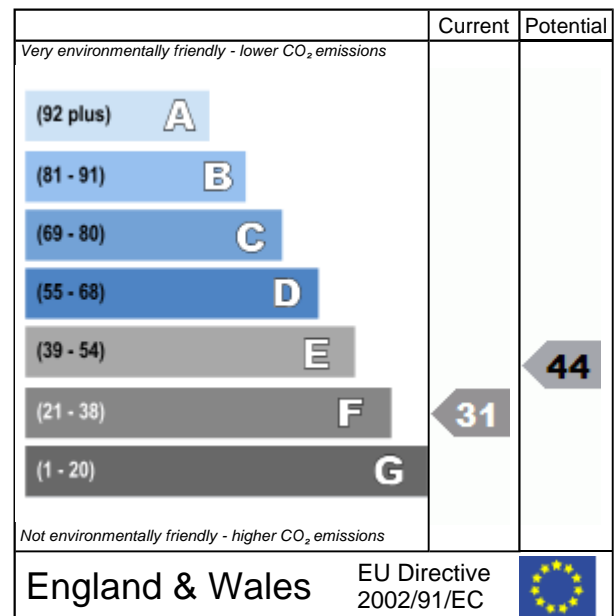 Current Potential
Very environmentally friendly - lower CO₂ emissions
(92 plus) A
(81 - 91) B
(69 - 80) C
(55 - 68) D
(39 - 54) E
44
(21 - 38) F 31
(1 - 20) G
Not environmentally friendly - higher CO₂ emissions
England & Wales
EU Directive
2002/91/EC